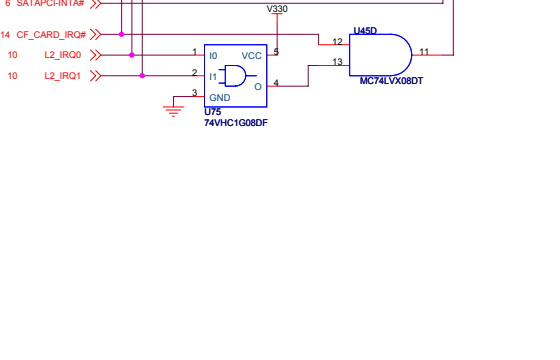 6 SATAPCI-INTA#
V330
14 CF_CARD_IRQ#
U45D
12
11
10 L2_IRQ0
1 I0 VCC 5
13
10 L2_IRQ1
2 I1
O 4
MC74LVX08DT
3 GND
U75
74VHC1G08DF